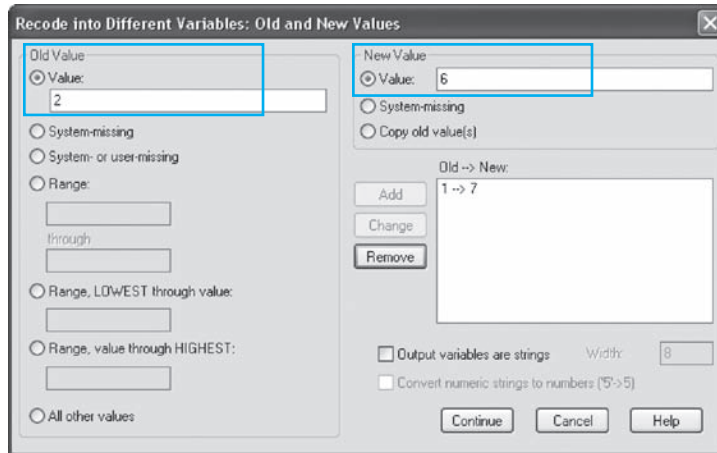 Recode into Different Variables: Old and New Values
Old Value
Value:
2
System-missing
System- or user-missing
Range:
through
Range, LOWEST through value:
Range, value through HIGHEST:
All other values
New Value
Value: 6
System-missing
Copy old value(s)
Old --> New:
1 --> 7
Add
Change
Remove
Output variables are strings Width: 8
Convert numeric strings to numbers ('5'->5)
Continue Cancel Help